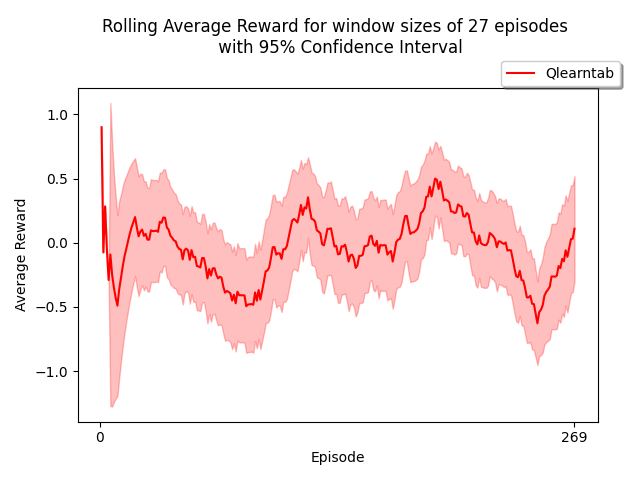 Rolling Average Reward for window sizes of 27 episodes
with 95% Confidence Interval
Qlearntab
1.0
0.5
0.0
−0.5
−1.0
Average Reward
0
269
Episode